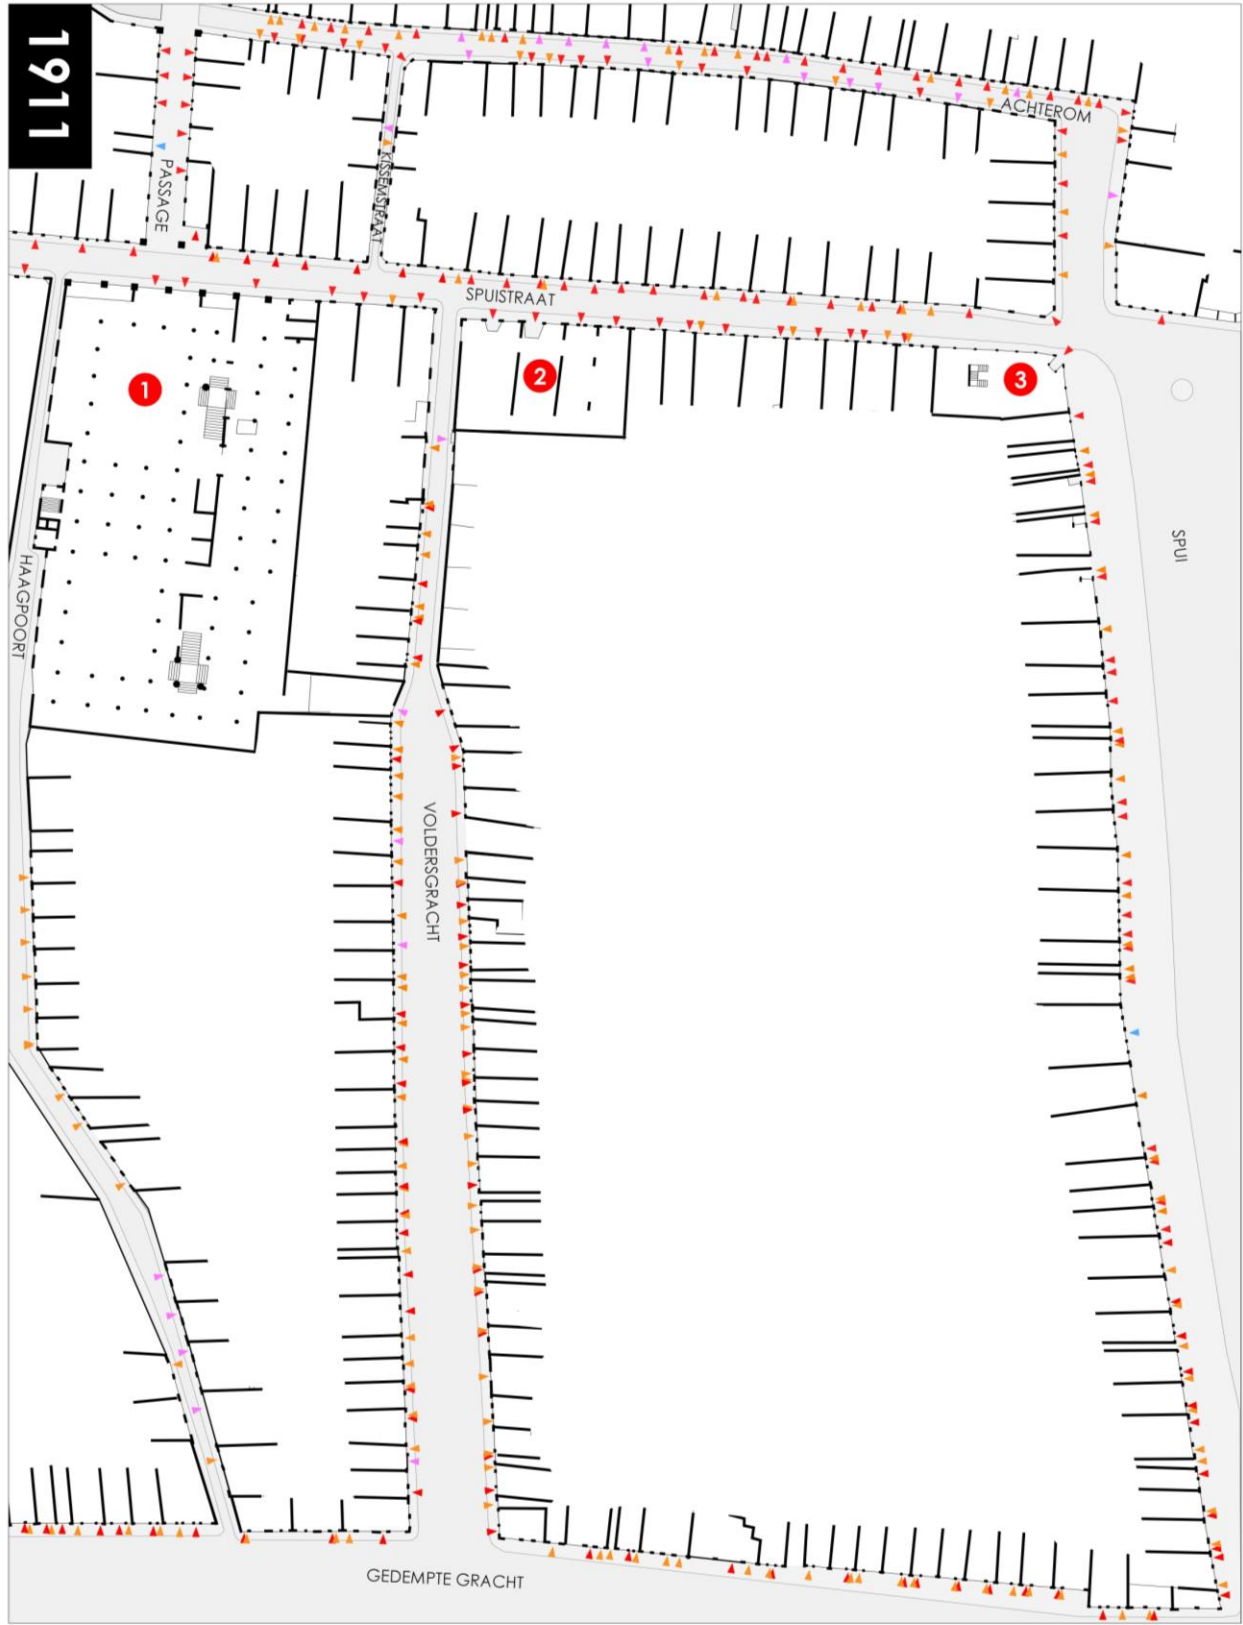 1911
ACHTEROM
PASSAGE
KISSEMSTRAAT
SPUISTRAAT
1
2
3
SPUI
HAAGPOORT
VOLDERSGRACHT
GEDEMPTE GRACHT